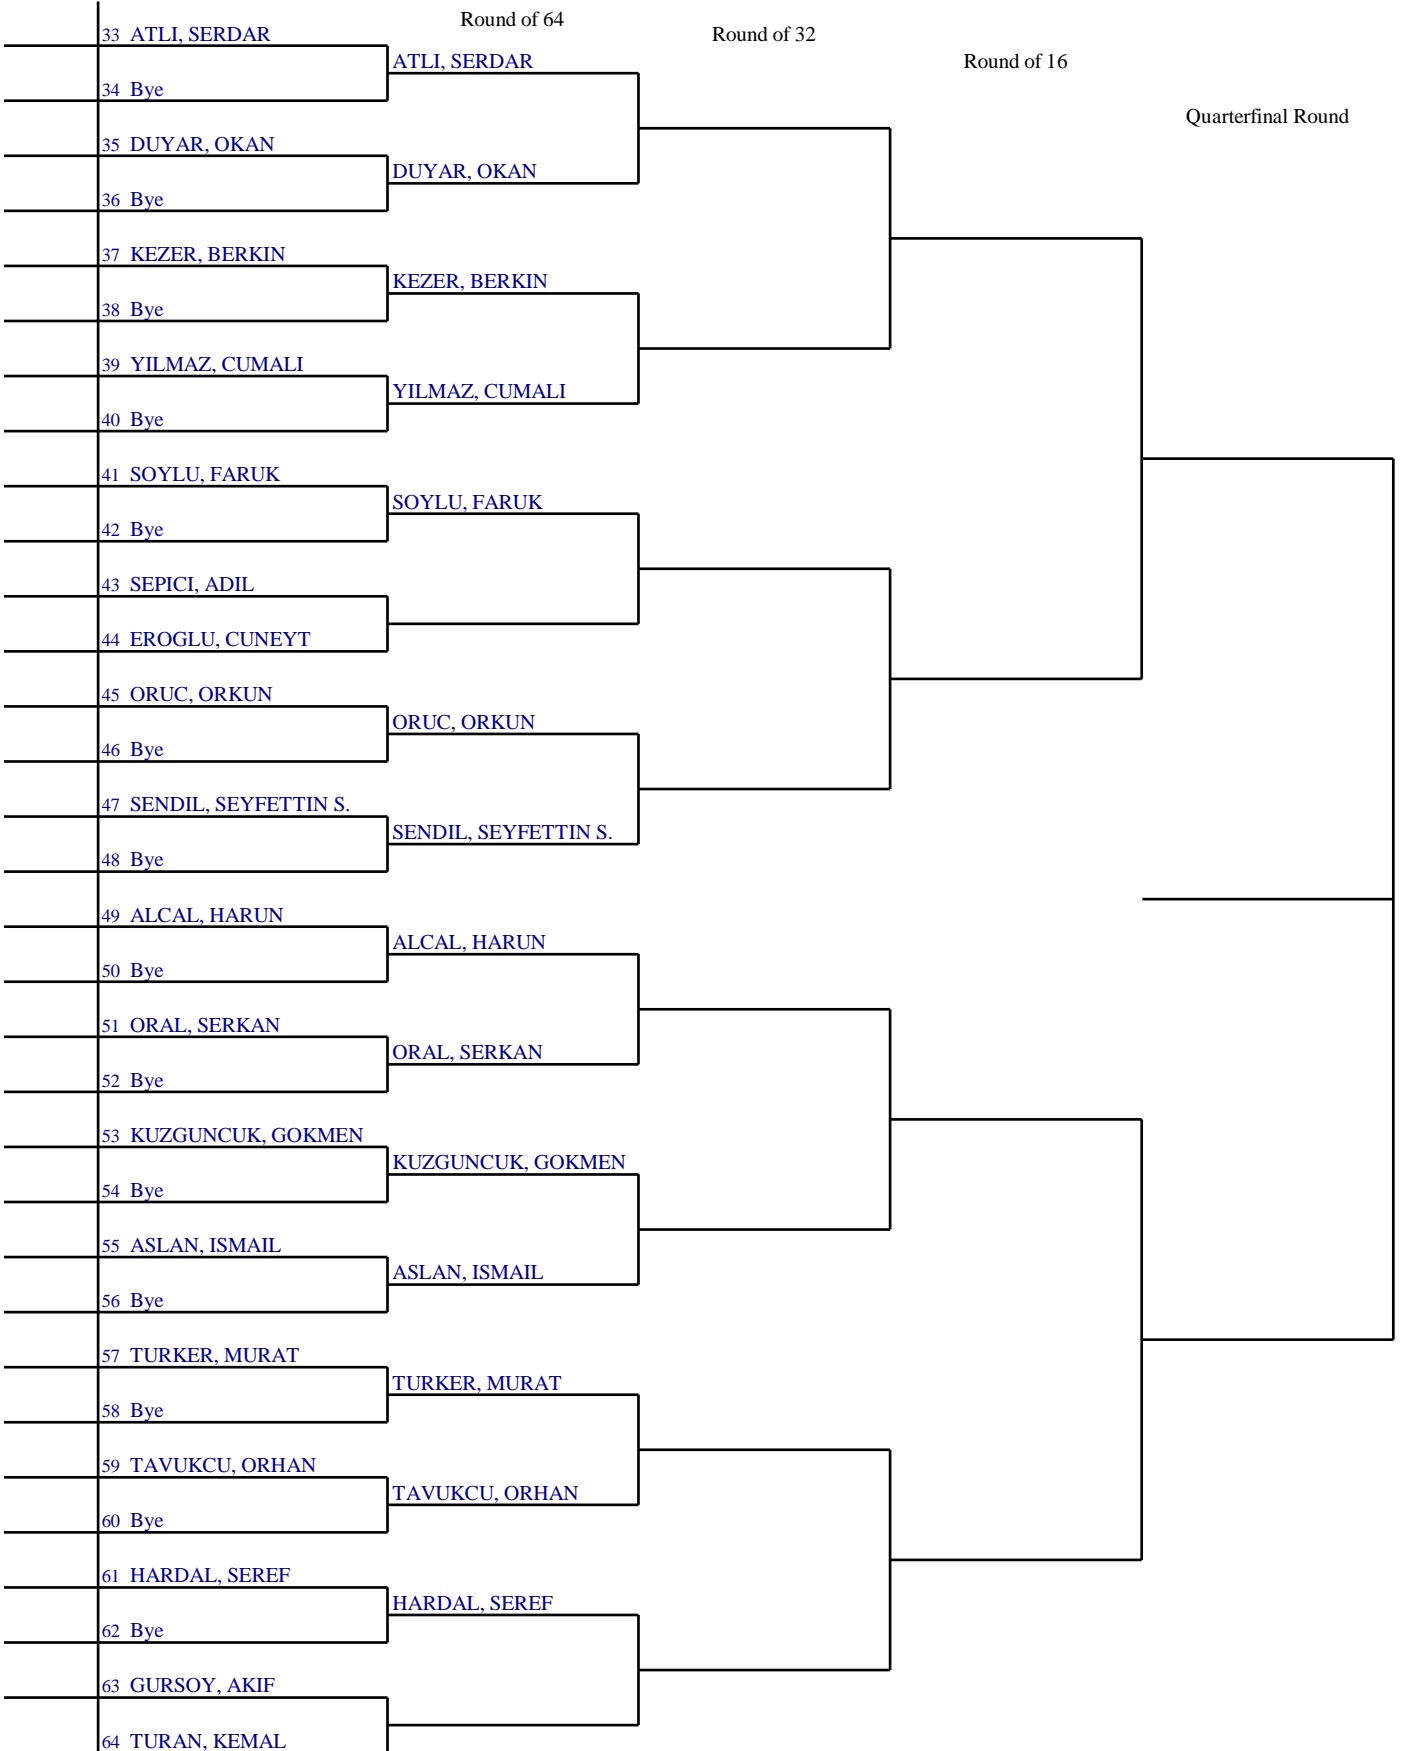 Round of 64
Round of 32
Round of 16
Quarterfinal Round
33 ATLI, SERDAR
34 Bye
35 DUYAR, OKAN
36 Bye
37 KEZER, BERKIN
38 Bye
39 YILMAZ, CUMALI
40 Bye
41 SOYLU, FARUK
42 Bye
43 SEPICI, ADIL
44 EROGLU, CUNEYT
45 ORUC, ORKUN
46 Bye
47 SENDIL, SEYFETTIN S.
48 Bye
49 ALCAL, HARUN
50 Bye
51 ORAL, SERKAN
52 Bye
53 KUZGUNCUK, GOKMEN
54 Bye
55 ASLAN, ISMAIL
56 Bye
57 TURKER, MURAT
58 Bye
59 TAVUKCU, ORHAN
60 Bye
61 HARDAL, SEREF
62 Bye
63 GURSOY, AKIF
64 TURAN, KEMAL
ATLI, SERDAR
DUYAR, OKAN
KEZER, BERKIN
YILMAZ, CUMALI
SOYLU, FARUK
ORUC, ORKUN
SENDIL, SEYFETTIN S.
ALCAL, HARUN
ORAL, SERKAN
KUZGUNCUK, GOKMEN
ASLAN, ISMAIL
TURKER, MURAT
TAVUKCU, ORHAN
HARDAL, SEREF